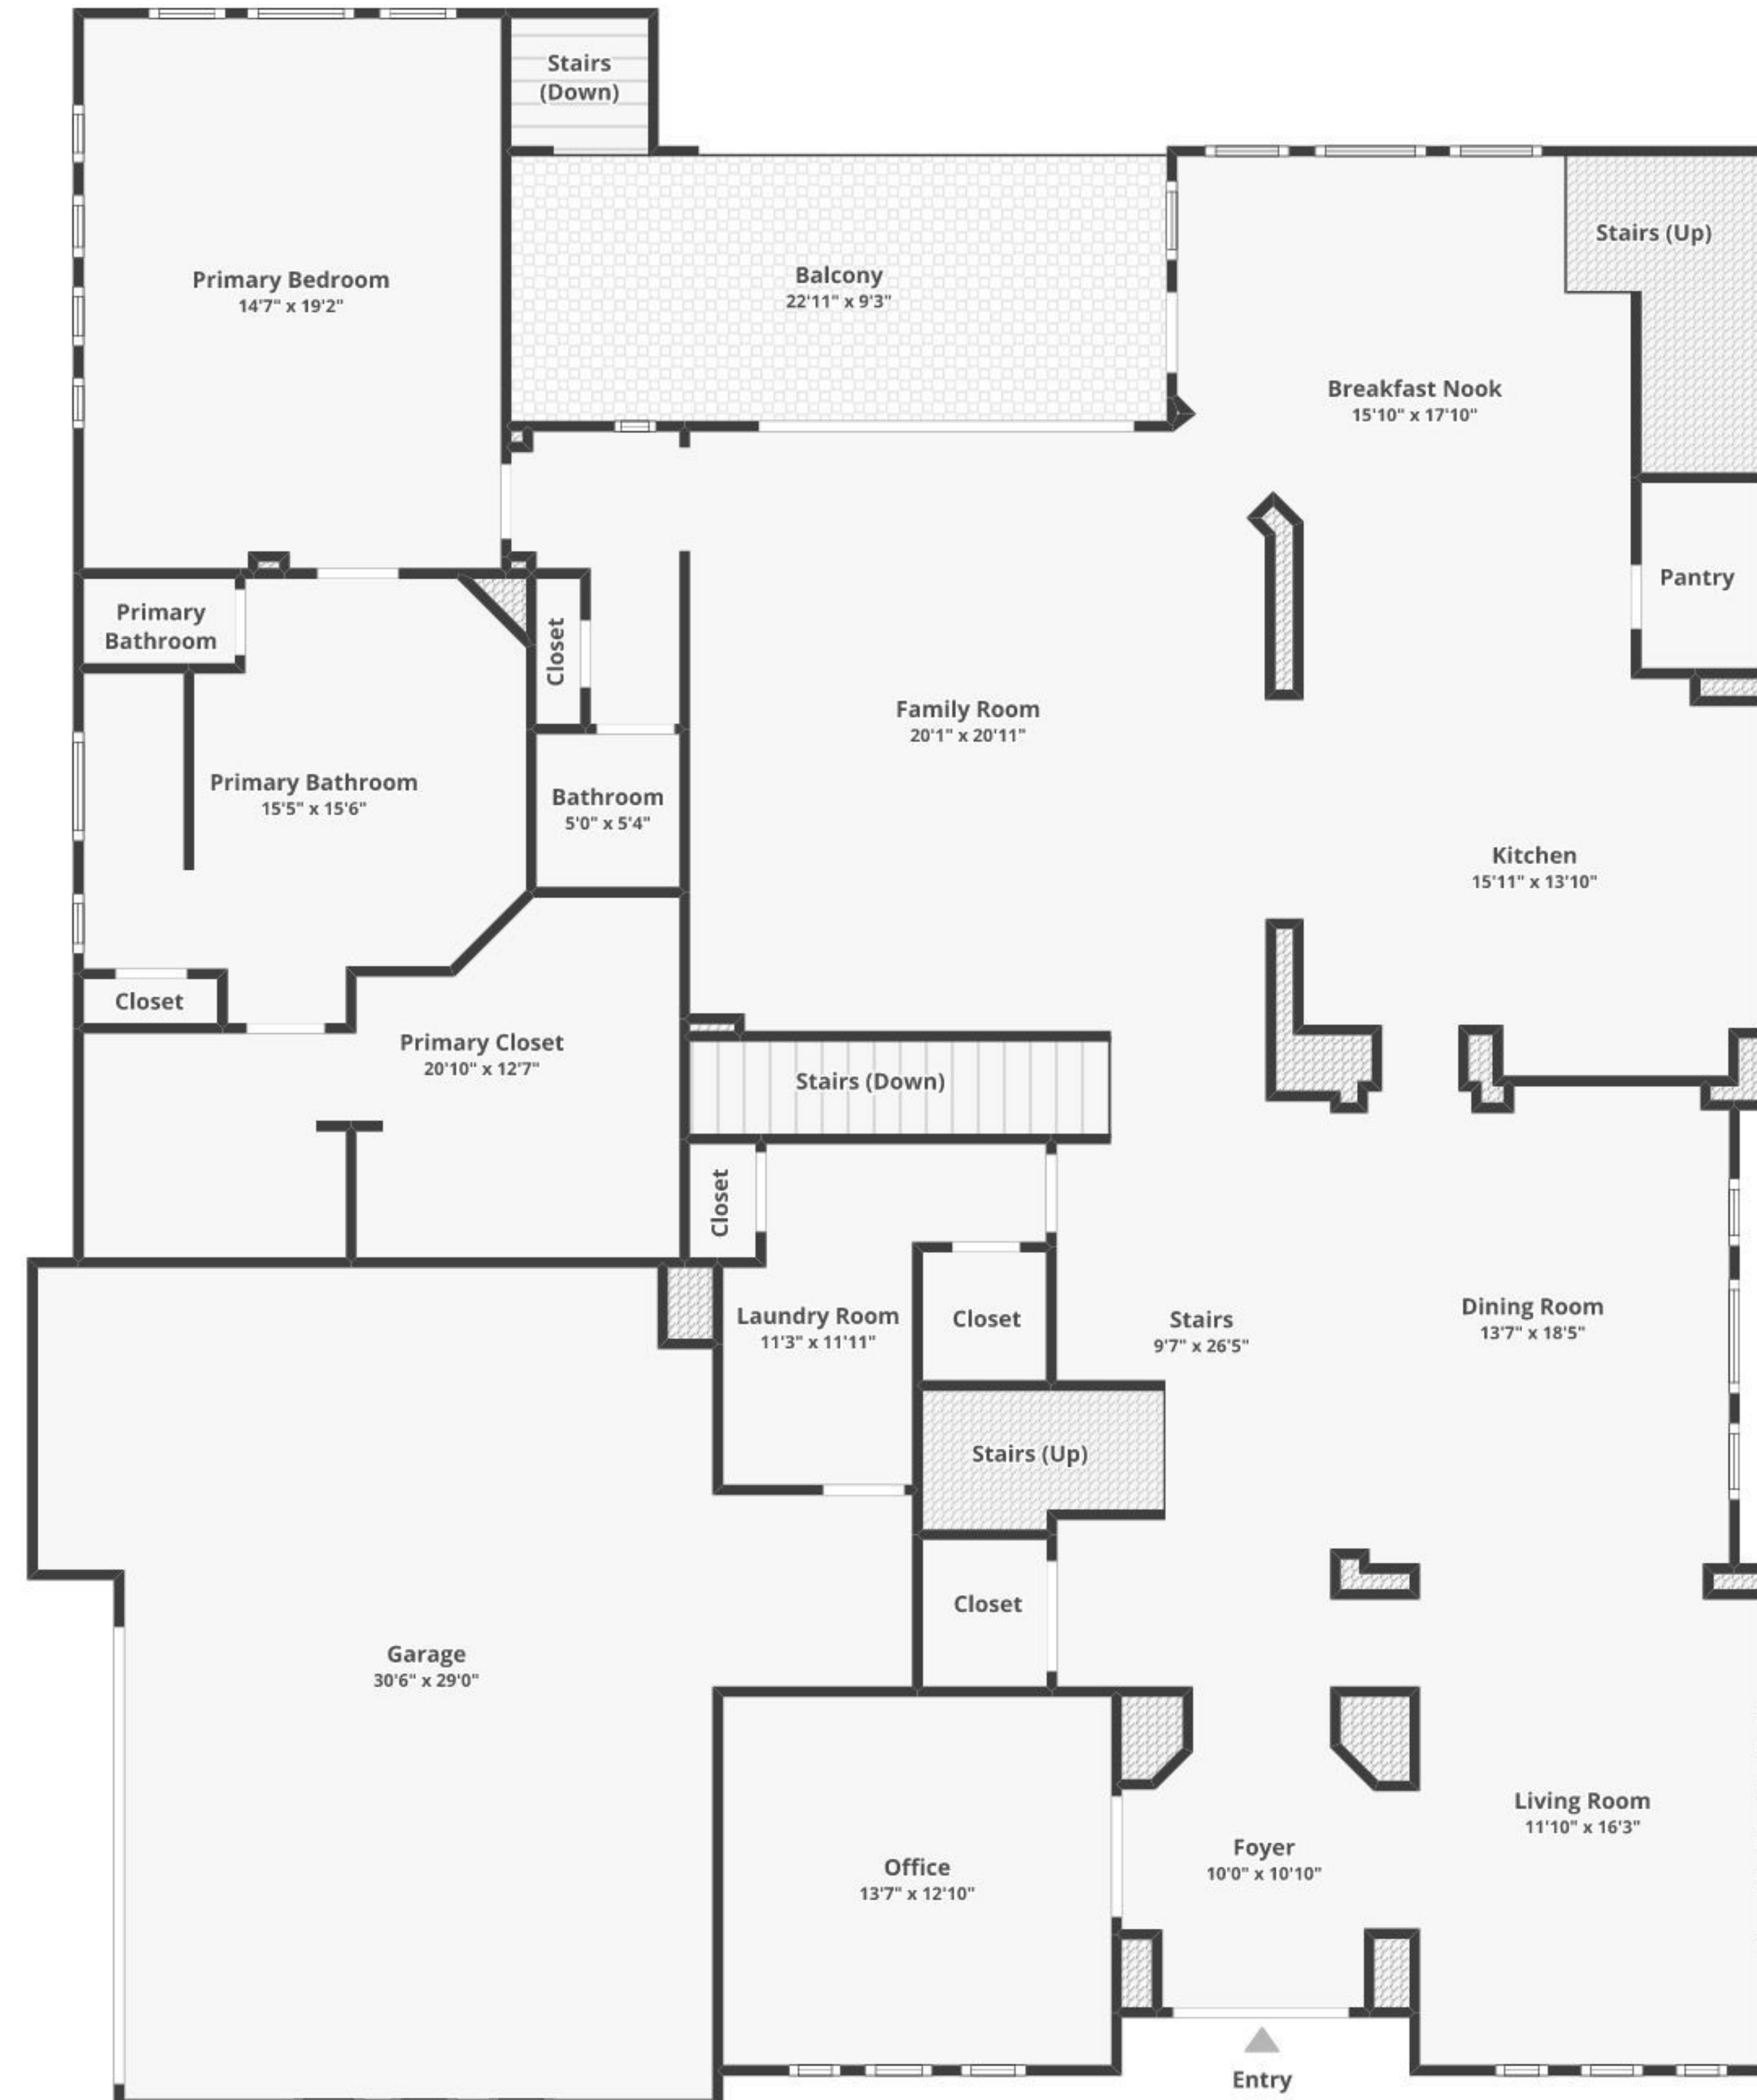 Stairs
(Down)
Stairs (Up)
Primary Bedroom
14'7" x 19'2"
Balcony
22'11" x 9'3"
Breakfast Nook
15'10" x 17'10"
Pantry
Primary
Bathroom
Closet
Family Room
20'1" x 20'11"
Primary Bathroom
15'5" x 15'6"
Bathroom
5'0" x 5'4"
Kitchen
15'11" x 13'10"
Closet
Primary Closet
20'10" x 12'7"
Stairs (Down)
Closet
Laundry Room
11'3" x 11'11"
Closet
Stairs
9'7" x 26'5"
Dining Room
13'7" x 18'5"
Stairs (Up)
Closet
Garage
30'6" x 29'0"
Living Room
11'10" x 16'3"
Foyer
10'0" x 10'10"
Office
13'7" x 12'10"
Entry